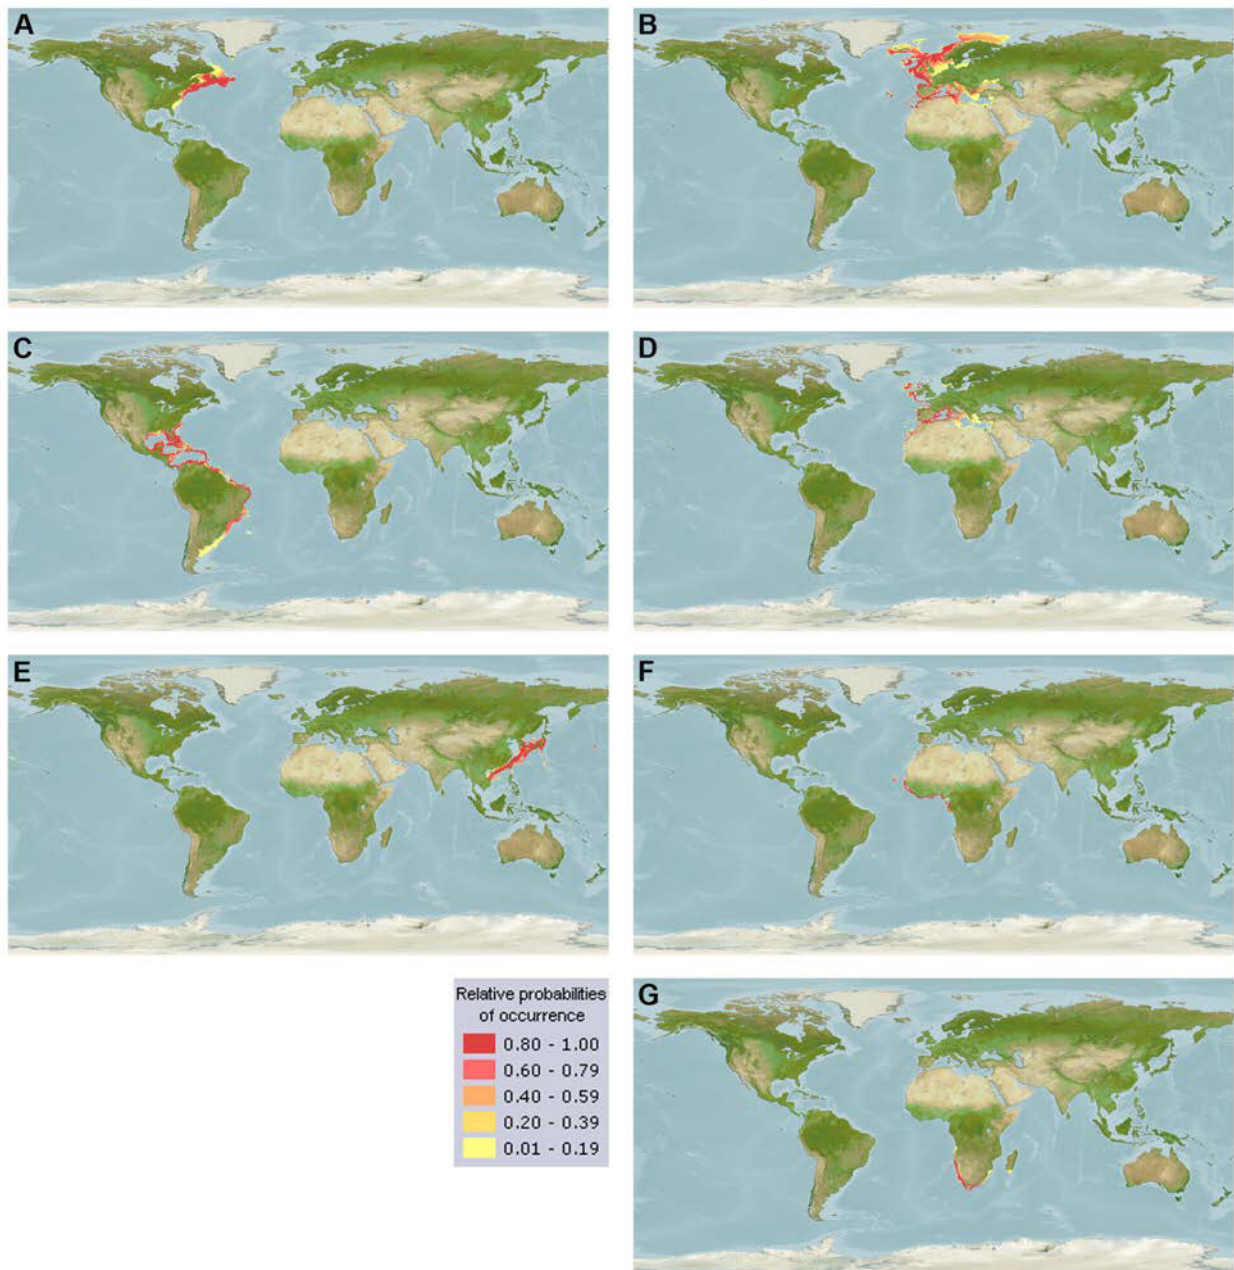 A
B
C
D
E
F
Relative probabilities
of occurrence
0.80 - 1.00
0.60 - 0.79
0.40 - 0.59
0.20 - 0.39
0.01 - 0.19
G